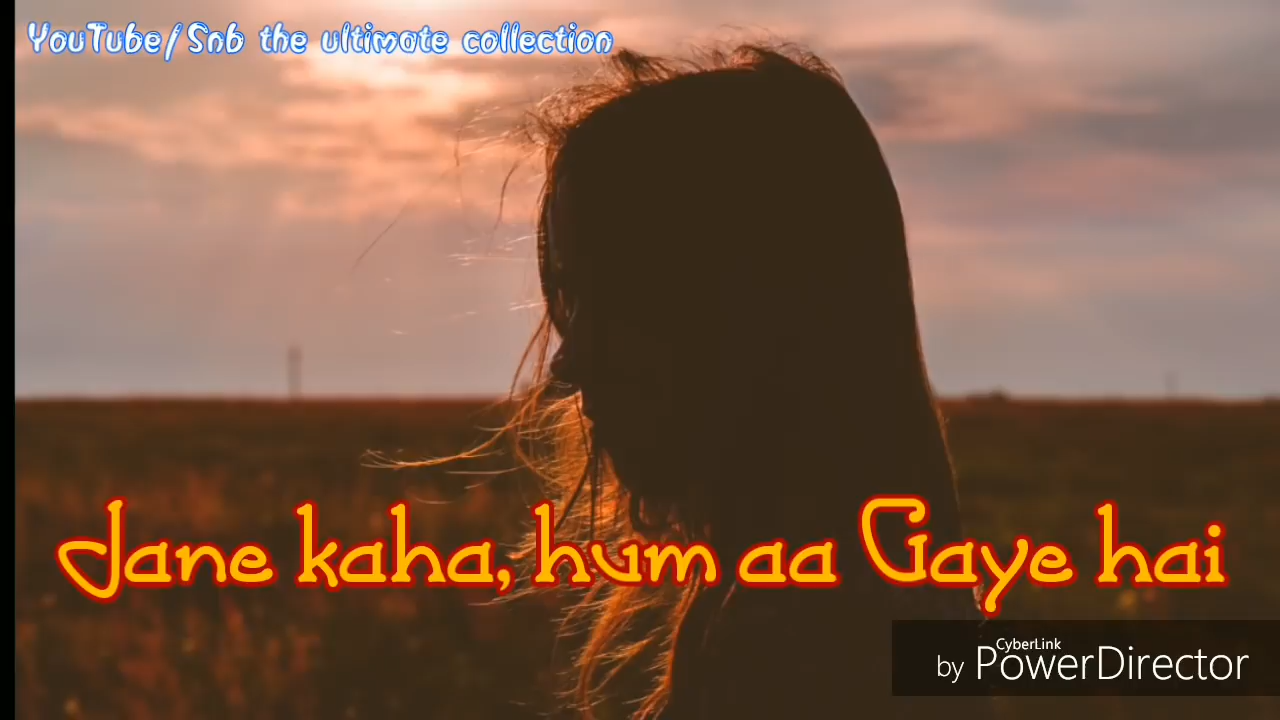 YouTube/Snb the ultimate collection
Jane kaha, hum aa Gaye hai
CyberLink
by PowerDirector